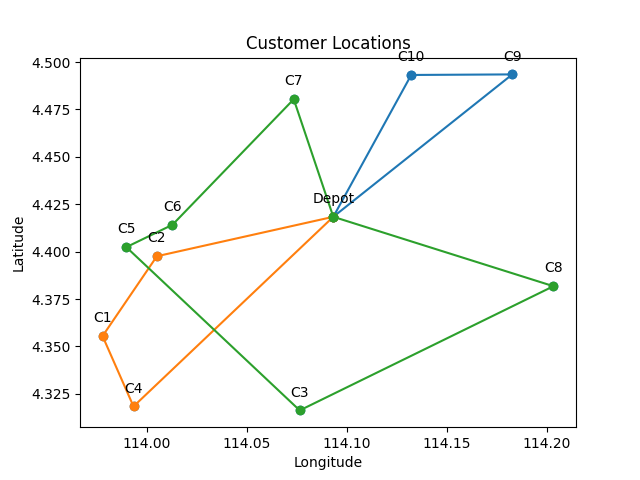 Customer Locations
4.500
4.475
4.450
4.425
4.400
4.375
4.350
4.325
Latitude
C10
C9
C7
Depot
C6
C5
C2
C8
C1
C4
C3
114.00
114.05
114.10
114.15
114.20
Longitude